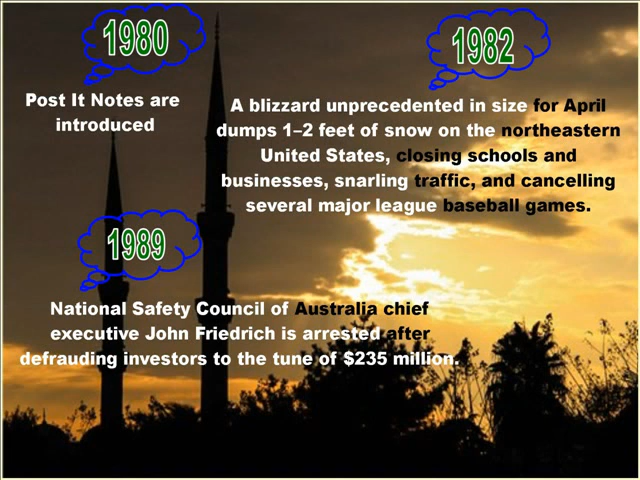 1980
Post It Notes are
introduced
1982
A blizzard unprecedented in size for April
dumps 1–2 feet of snow on the northeastern
United States, closing schools and
businesses, snarling traffic, and cancelling
several major league baseball games.
1989
National Safety Council of Australia chief
executive John Friedrich is arrested after
defrauding investors to the tune of $235 million.